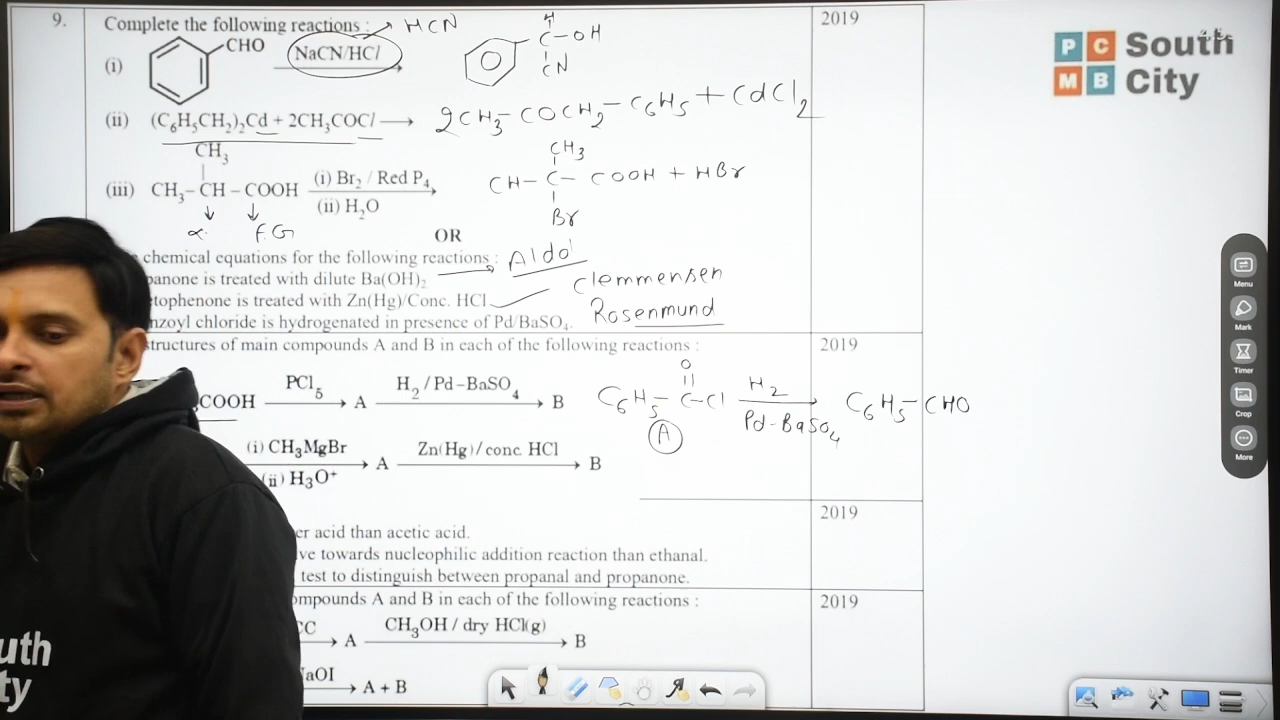 9. Complete the following reactions : → HCN 2019
(i) CHO NaCN/HCl H C-OH CN
(ii) (C6H5CH2)2Cd + 2CH3COCl → 2CH3-COCH2-C6H5 + CdCl2
CH3 CH3
(iii) CH3-CH-COOH (i) Br2 / Red P4 (ii) H2O CH-C-COOH + HBr
Br
α F.G
OR
chemical equations for the following reactions : Aldol
panone is treated with dilute Ba(OH)2
Clemmensen
tophenone is treated with Zn(Hg)/Conc. HCl
Rosenmund
nzoyl chloride is hydrogenated in presence of Pd/BaSO4.
structures of main compounds A and B in each of the following reactions : 2019
COOH PCl5 → A H2 / Pd-BaSO4 → B C6H5-C-Cl O H2 Pd-BaSO4 → C6H5-CHO
A
(i) CH3MgBr (ii) H3O+ → A Zn(Hg)/conc. HCl → B
2019
er acid than acetic acid.
ve towards nucleophilic addition reaction than ethanal.
test to distinguish between propanal and propanone.
ompounds A and B in each of the following reactions : 2019
CC → A CH3OH / dry HCl(g) → B
aOI → A + B
PCMB South City
Menu
Mark
Timer
Crop
More
uth
ty